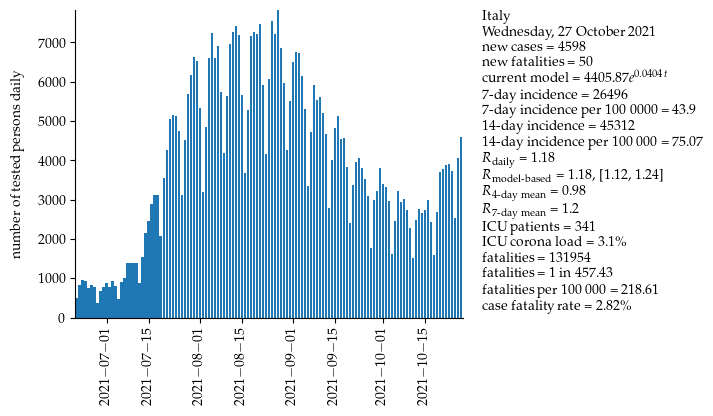 number of tested persons daily
7000
6000
5000
4000
3000
2000
1000
0
2021−07−01
2021−07−15
2021−08−01
2021−08−15
2021−09−01
2021−09−15
2021−10−01
2021−10−15
Italy
Wednesday, 27 October 2021
new cases = 4598
new fatalities = 50
current model = 4405.87e^0.0404 t
7-day incidence = 26496
7-day incidence per 100 0000 = 43.9
14-day incidence = 45312
14-day incidence per 100 000 = 75.07
R_daily = 1.18
R_model-based = 1.18, [1.12, 1.24]
R_4-day mean = 0.98
R_7-day mean = 1.2
ICU patients = 341
ICU corona load = 3.1%
fatalities = 131954
fatalities = 1 in 457.43
fatalities per 100 000 = 218.61
case fatality rate = 2.82%